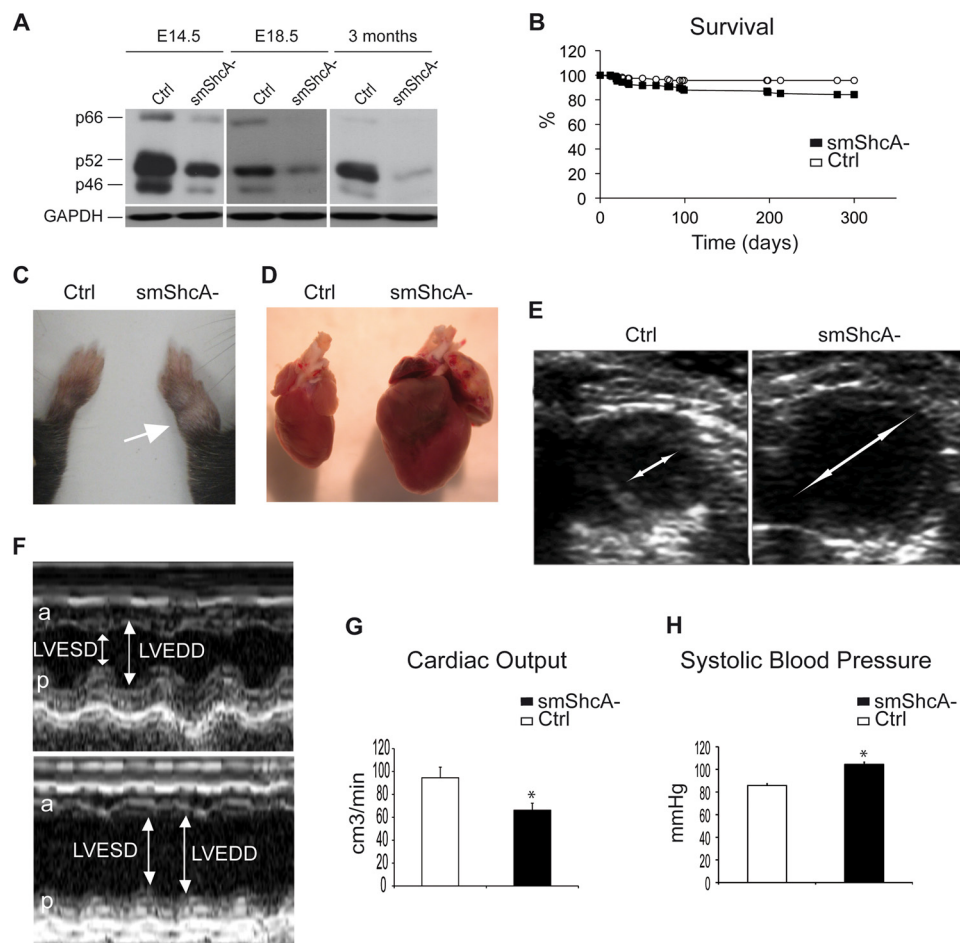 A
E14.5 E18.5 3 months
Ctrl smShcA- Ctrl smShcA- Ctrl smShcA-
p66
p52
p46
GAPDH
B
Survival
120
100
80
60
40
20
0
%
smShcA-
Ctrl
0 100 200 300
Time (days)
C
Ctrl smShcA-
D
Ctrl smShcA-
E
Ctrl smShcA-
F
a
LVESD LVEDD
p
a
LVESD LVEDD
p
G
Cardiac Output
smShcA-
Ctrl
120
100
80
60
40
20
0
cm3/min
*
H
Systolic Blood Pressure
smShcA-
Ctrl
120
100
80
60
40
20
0
mmHg
*